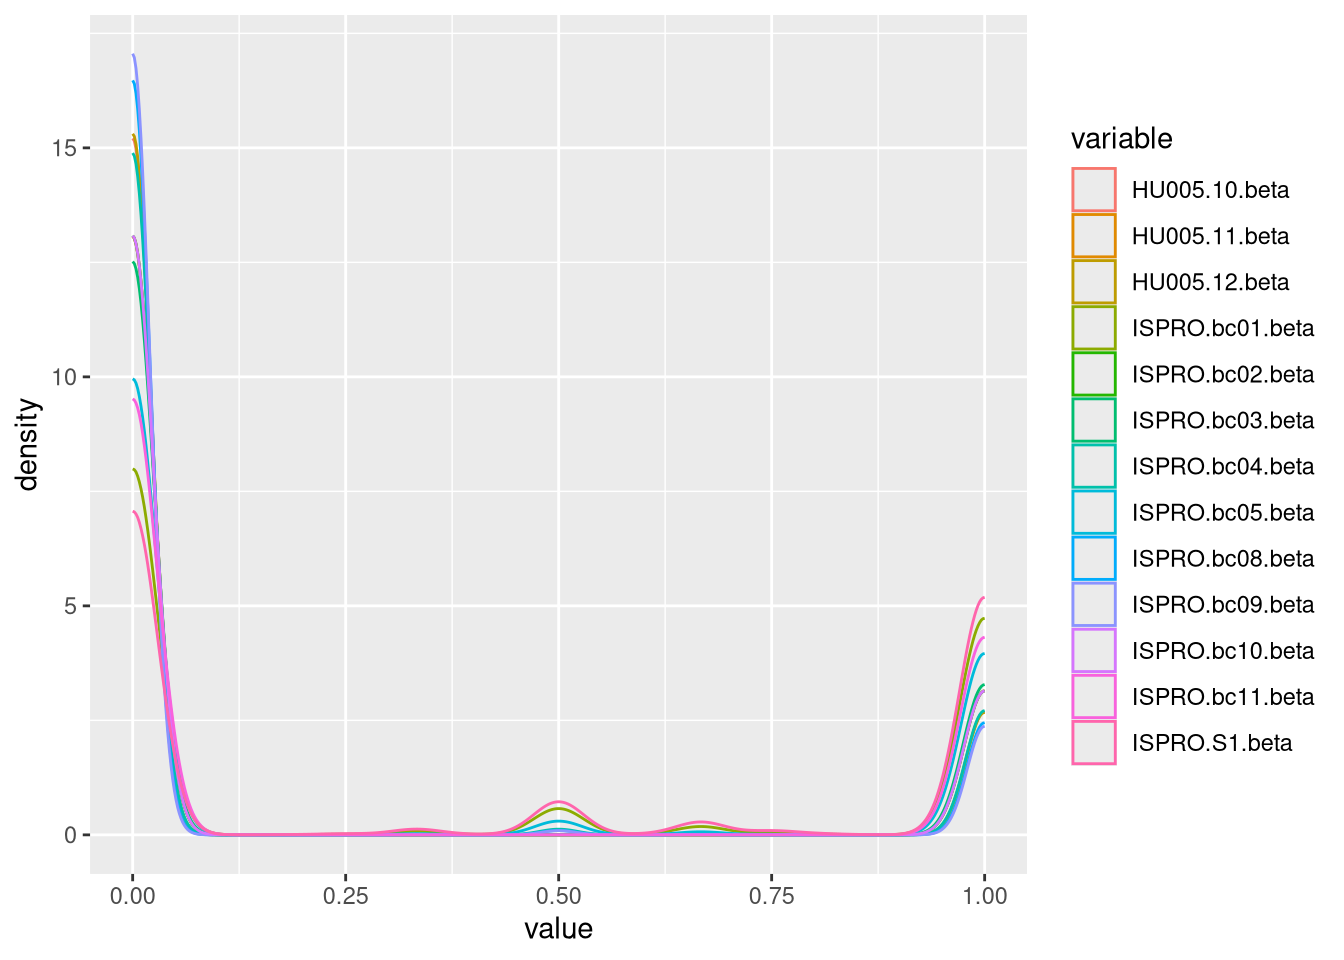 15
10
5
0
density
0.00 0.25 0.50 0.75 1.00
value
variable
HU005.10.beta
HU005.11.beta
HU005.12.beta
ISPRO.bc01.beta
ISPRO.bc02.beta
ISPRO.bc03.beta
ISPRO.bc04.beta
ISPRO.bc05.beta
ISPRO.bc08.beta
ISPRO.bc09.beta
ISPRO.bc10.beta
ISPRO.bc11.beta
ISPRO.S1.beta